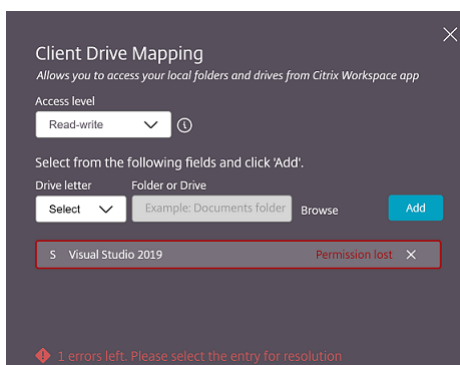 Client Drive Mapping
Allows you to access your local folders and drives from Citrix Workspace app
Access level
Read-write
Select from the following fields and click 'Add'.
Drive letter Folder or Drive
Select Example: Documents folder Browse Add
S Visual Studio 2019 Permission lost
1 errors left. Please select the entry for resolution